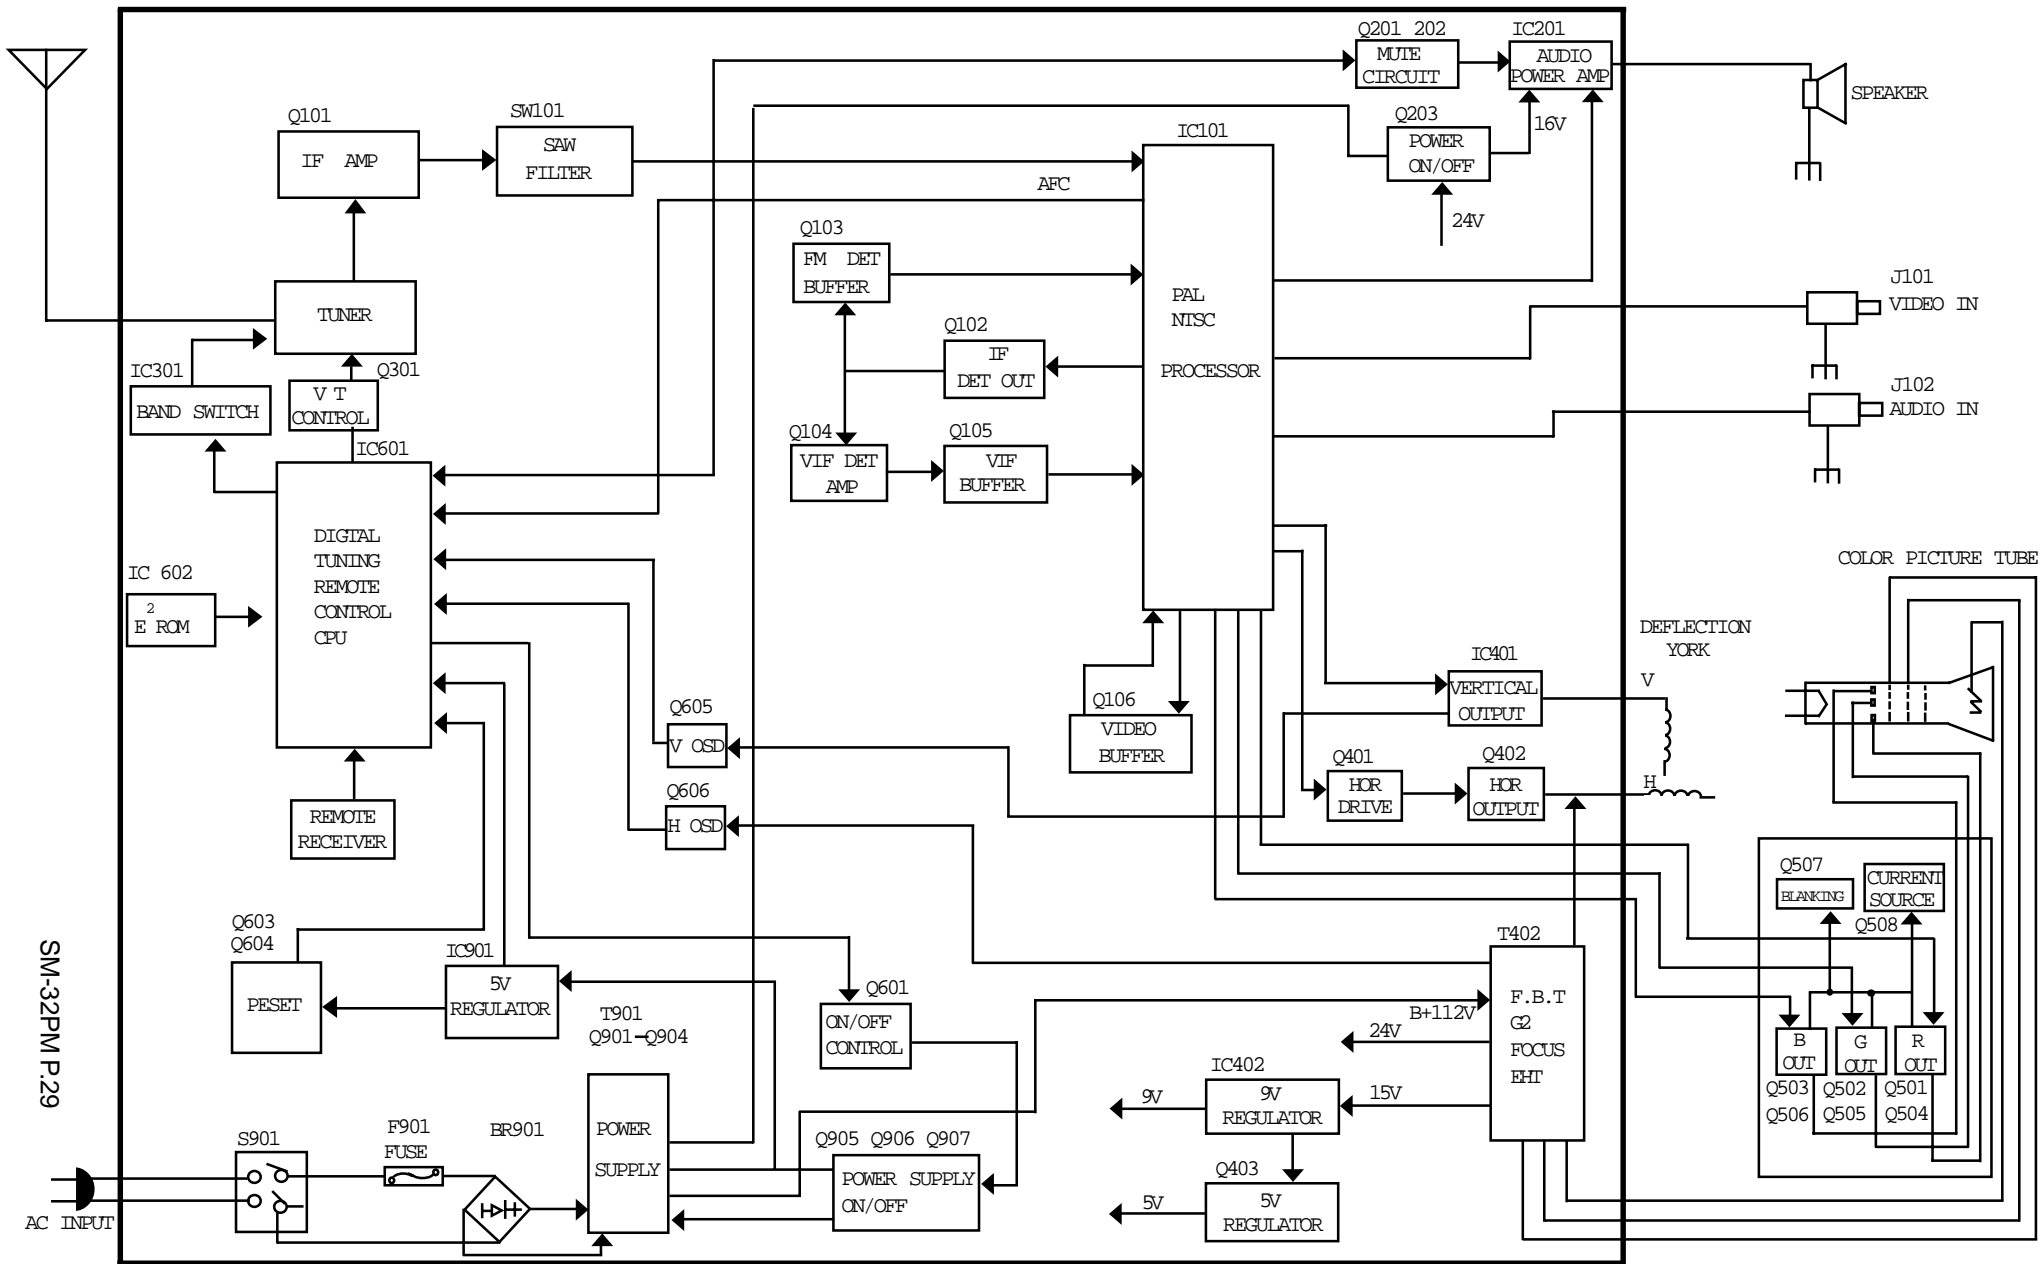 Q201 202
MUTE
CIRCUIT
IC201
AUDIO
POWER AMP
SPEAKER
Q101
IF AMP
SW101
SAW
FILTER
IC101
PAL
NTSC
PROCESSOR
Q203
POWER
ON/OFF
16V
24V
AFC
Q103
FM DET
BUFFER
Q102
IF
DET OUT
Q104
VIF DET
AMP
Q105
VIF
BUFFER
J101
VIDEO IN
J102
AUDIO IN
TUNER
IC301
BAND SWITCH
Q301
V T
CONTROL
IC601
DIGTAL
TUNING
REMOTE
CONTROL
CPU
IC 602
2
E ROM
REMOTE
RECEIVER
Q605
V OSD
Q606
H OSD
Q106
VIDEO
BUFFER
IC401
VERTICAL
OUTPUT
Q401
HOR
DRIVE
Q402
HOR
OUTPUT
DEFLECTION
YORK
V
H
COLOR PICTURE TUBE
Q507
BLANKING
CURRENT
SOURCE
Q508
B
OUT
G
OUT
R
OUT
Q503
Q506
Q502
Q505
Q501
Q504
Q603
Q604
PESET
IC901
5V
REGULATOR
T901
Q901-Q904
POWER
SUPPLY
Q601
ON/OFF
CONTROL
Q905 Q906 Q907
POWER SUPPLY
ON/OFF
T402
F.B.T
G2
FOCUS
EHT
B+112V
24V
15V
IC402
9V
REGULATOR
9V
Q403
5V
REGULATOR
5V
S901
F901
FUSE
BR901
AC INPUT
SM-32PM P.29